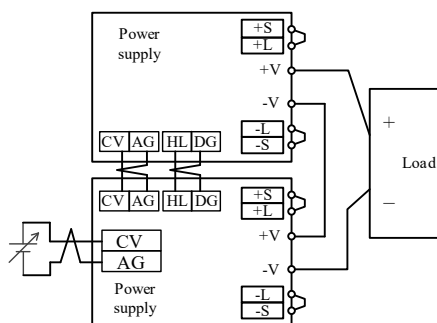 Power
supply
+S
+L
+V
-V
-L
-S
CV AG HL DG
+
Load
−
CV AG HL DG
+S
+L
+V
-V
-L
-S
CV
AG
Power
supply